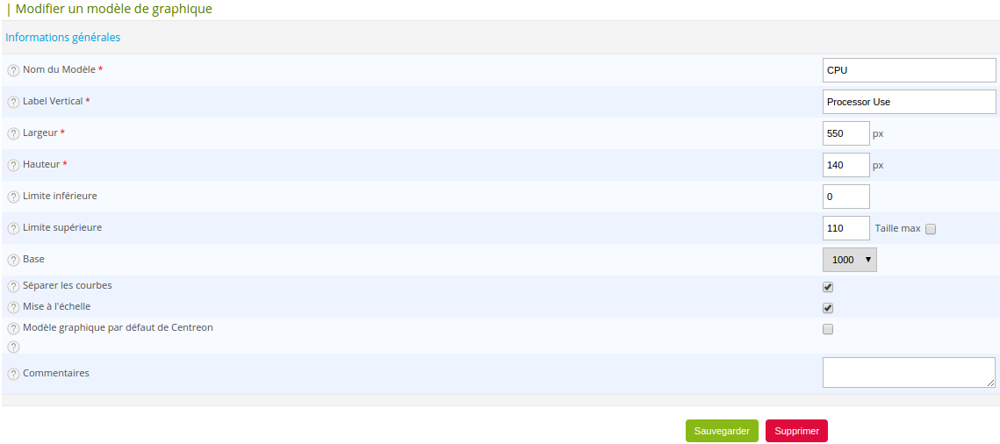 Modifier un modèle de graphique
Informations générales
? Nom du Modèle * CPU
? Label Vertical * Processor Use
? Largeur * 550 px
? Hauteur * 140 px
? Limite inférieure 0
? Limite supérieure 110 Taille max
? Base 1000
? Séparer les courbes
? Mise à l'échelle
? Modèle graphique par défaut de Centreon
?
? Commentaires
Sauvegarder Supprimer